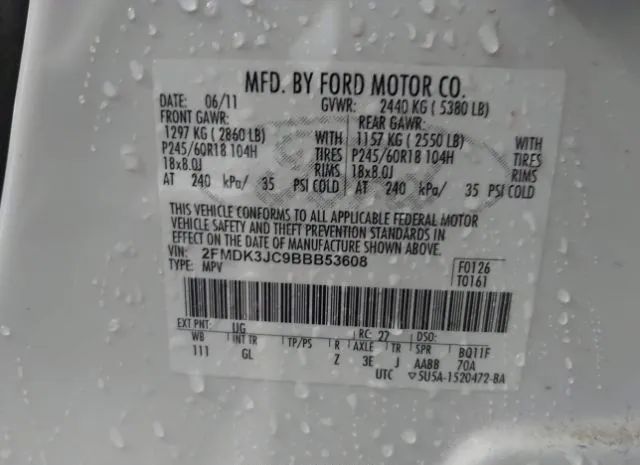 MFD. BY FORD MOTOR CO.
DATE: 06/11 GVWR: 2440 KG ( 5380 LB)
FRONT GAWR: REAR GAWR:
1297 KG ( 2860 LB) WITH 1157 KG ( 2550 LB) WITH
P245/60R18 104H TIRES P245/60R18 104H TIRES
18x8.0J RIMS 18x8.0J RIMS
AT 240 kPa/ 35 PSI COLD AT 240 kPa/ 35 PSI COLD
THIS VEHICLE CONFORMS TO ALL APPLICABLE FEDERAL MOTOR
VEHICLE SAFETY AND THEFT PREVENTION STANDARDS IN
EFFECT ON THE DATE OF MANUFACTURE SHOWN ABOVE.
VIN: 2FMDK3JC9BBB53608 F0126
TYPE: MPV T0161
EXT PNT: UG RC: 27 DSO:
WB INT TR TP/PS R AXLE TR SPR BQ11F
111 GL Z 3E J AABB 70A
UTC ▽5U5A-1520472-BA